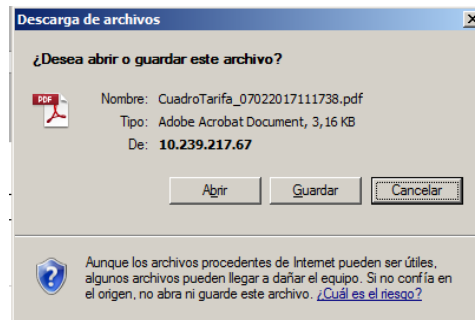 Descarga de archivos
¿Desea abrir o guardar este archivo?
PDF
Nombre: CuadroTarifa_07022017111738.pdf
Tipo: Adobe Acrobat Document, 3,16 KB
De: 10.239.217.67
Abrir Guardar Cancelar
Aunque los archivos procedentes de Internet pueden ser útiles,
algunos archivos pueden llegar a dañar el equipo. Si no confía en
el origen, no abra ni guarde este archivo. ¿Cuál es el riesgo?